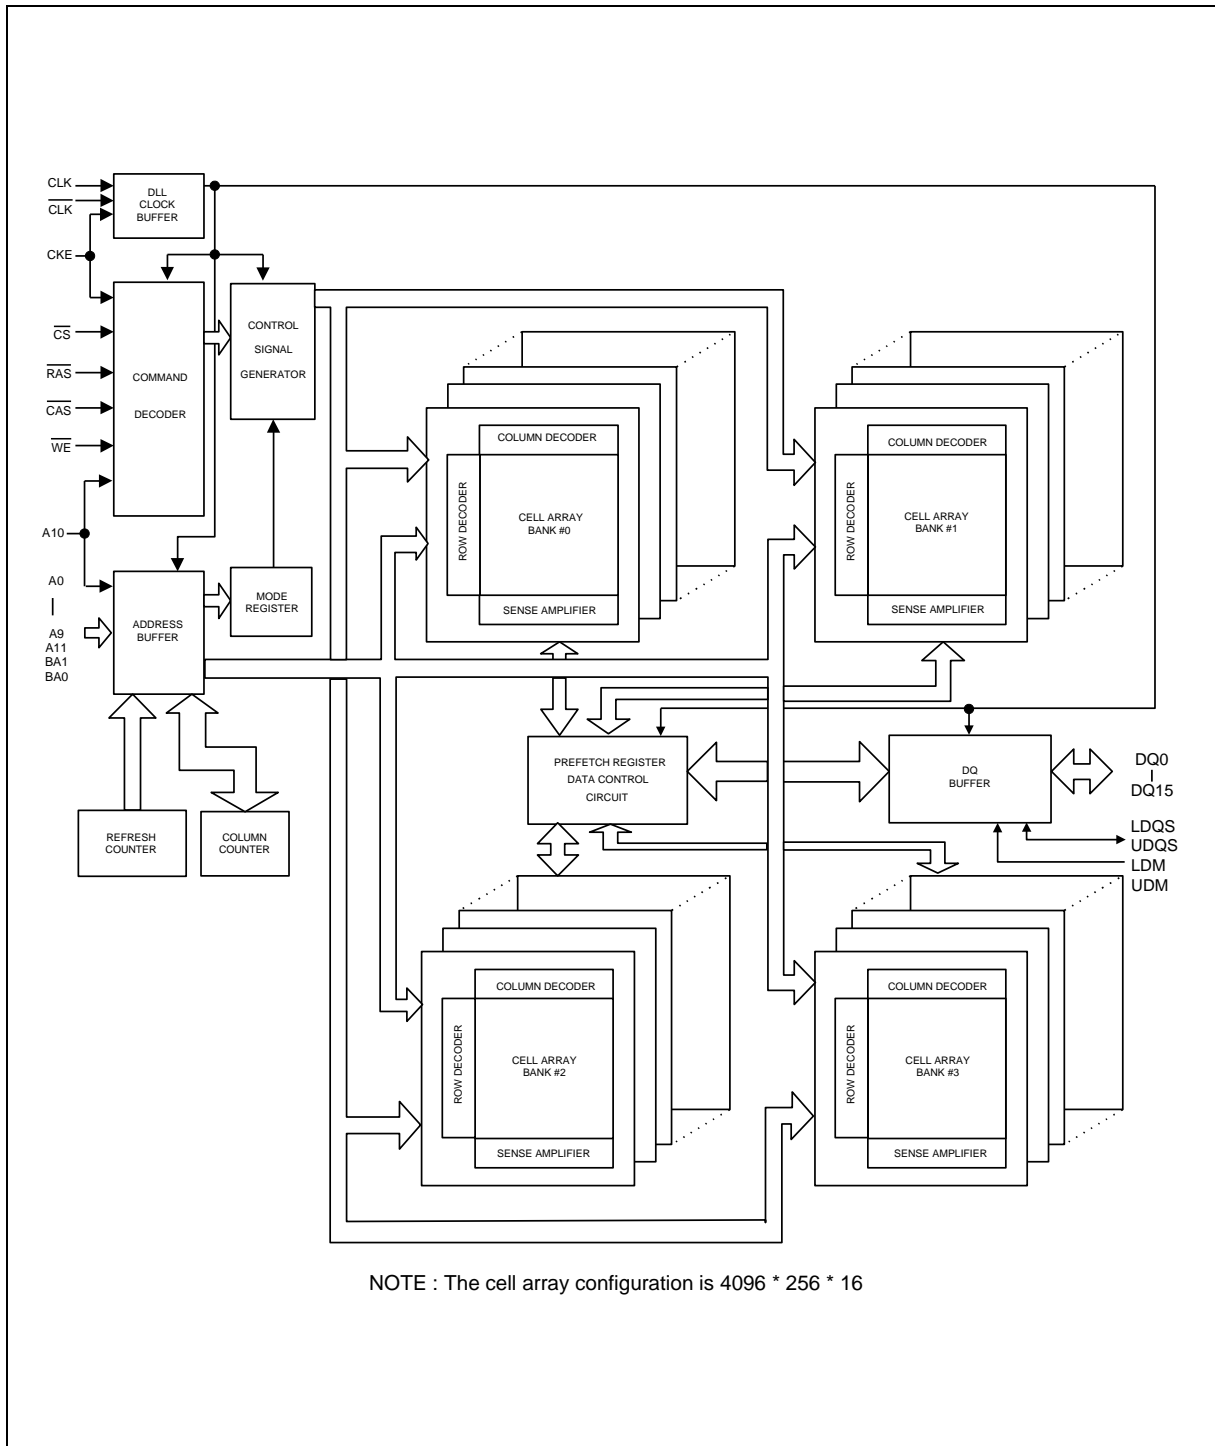 CLK
CLK
CKE
CS
RAS
CAS
WE
A10
A0
A9
A11
BA1
BA0
DLL
CLOCK
BUFFER
COMMAND
DECODER
CONTROL
SIGNAL
GENERATOR
ADDRESS
BUFFER
MODE
REGISTER
REFRESH
COUNTER
COLUMN
COUNTER
COLUMN DECODER
ROW DECODER
CELL ARRAY
BANK #0
SENSE AMPLIFIER
COLUMN DECODER
ROW DECODER
CELL ARRAY
BANK #1
SENSE AMPLIFIER
PREFETCH REGISTER
DATA CONTROL
CIRCUIT
DQ
BUFFER
DQ0
DQ15
LDQS
UDQS
LDM
UDM
COLUMN DECODER
ROW DECODER
CELL ARRAY
BANK #2
SENSE AMPLIFIER
COLUMN DECODER
ROW DECODER
CELL ARRAY
BANK #3
SENSE AMPLIFIER
NOTE : The cell array configuration is 4096 * 256 * 16